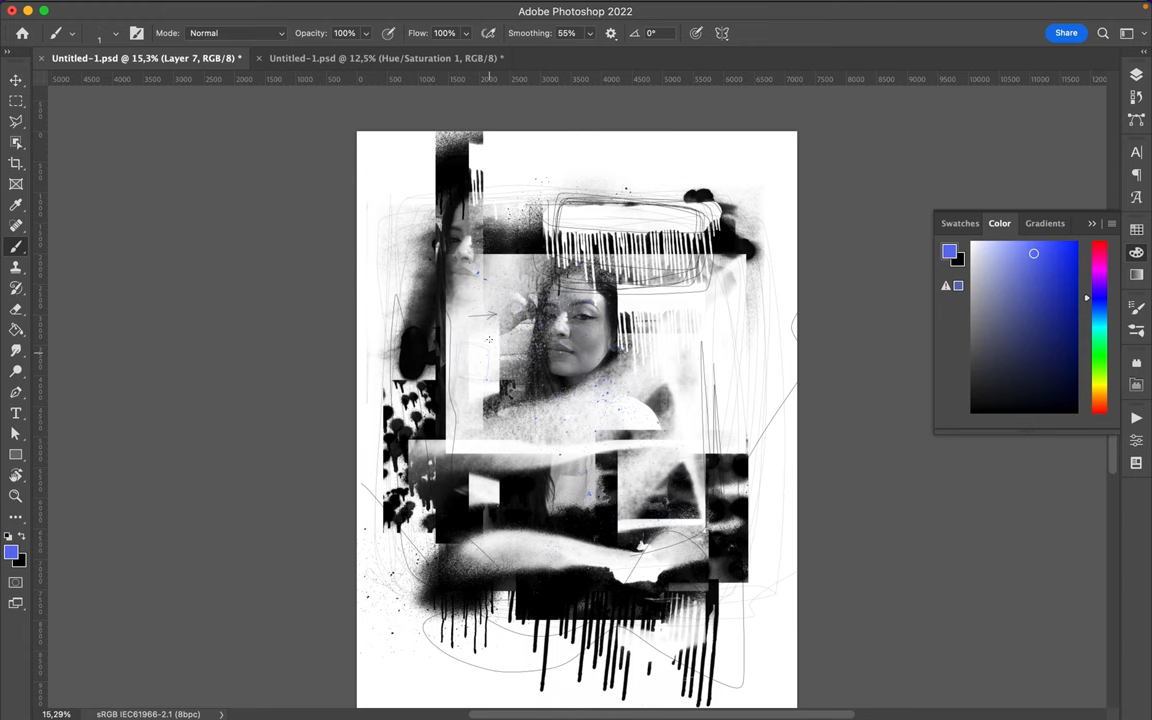 Adobe Photoshop 2022
1 Mode: Normal Opacity: 100% Flow: 100% Smoothing: 55% 0° Share
Untitled-1.psd @ 15,3% (Layer 7, RGB/8) * Untitled-1.psd @ 12,5% (Hue/Saturation 1, RGB/8) *
5000 4500 4000 3500 3000 2500 2000 1500 1000 500 0 500 1000 1500 2000 2500 3000 3500 4000 4500 5000 5500 6000 6500 7000 7500 8000 8500 9000 9500 10000 10500 11000 11500 1200
Swatches Color Gradients
15,29% sRGB IEC61966-2.1 (8bpc)